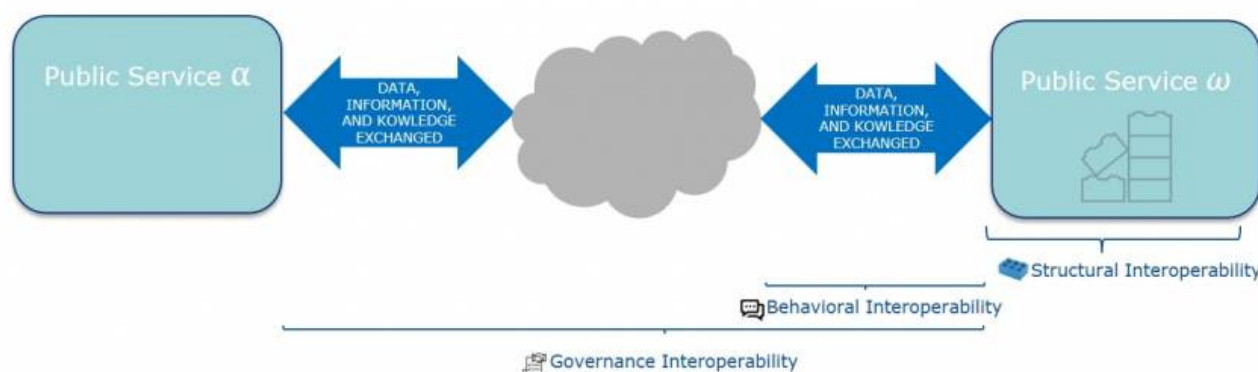 Public Service α
DATA,
INFORMATION,
AND KOWLEDGE
EXCHANGED
DATA,
INFORMATION,
AND KOWLEDGE
EXCHANGED
Public Service ω
Structural Interoperability
Behavioral Interoperability
Governance Interoperability